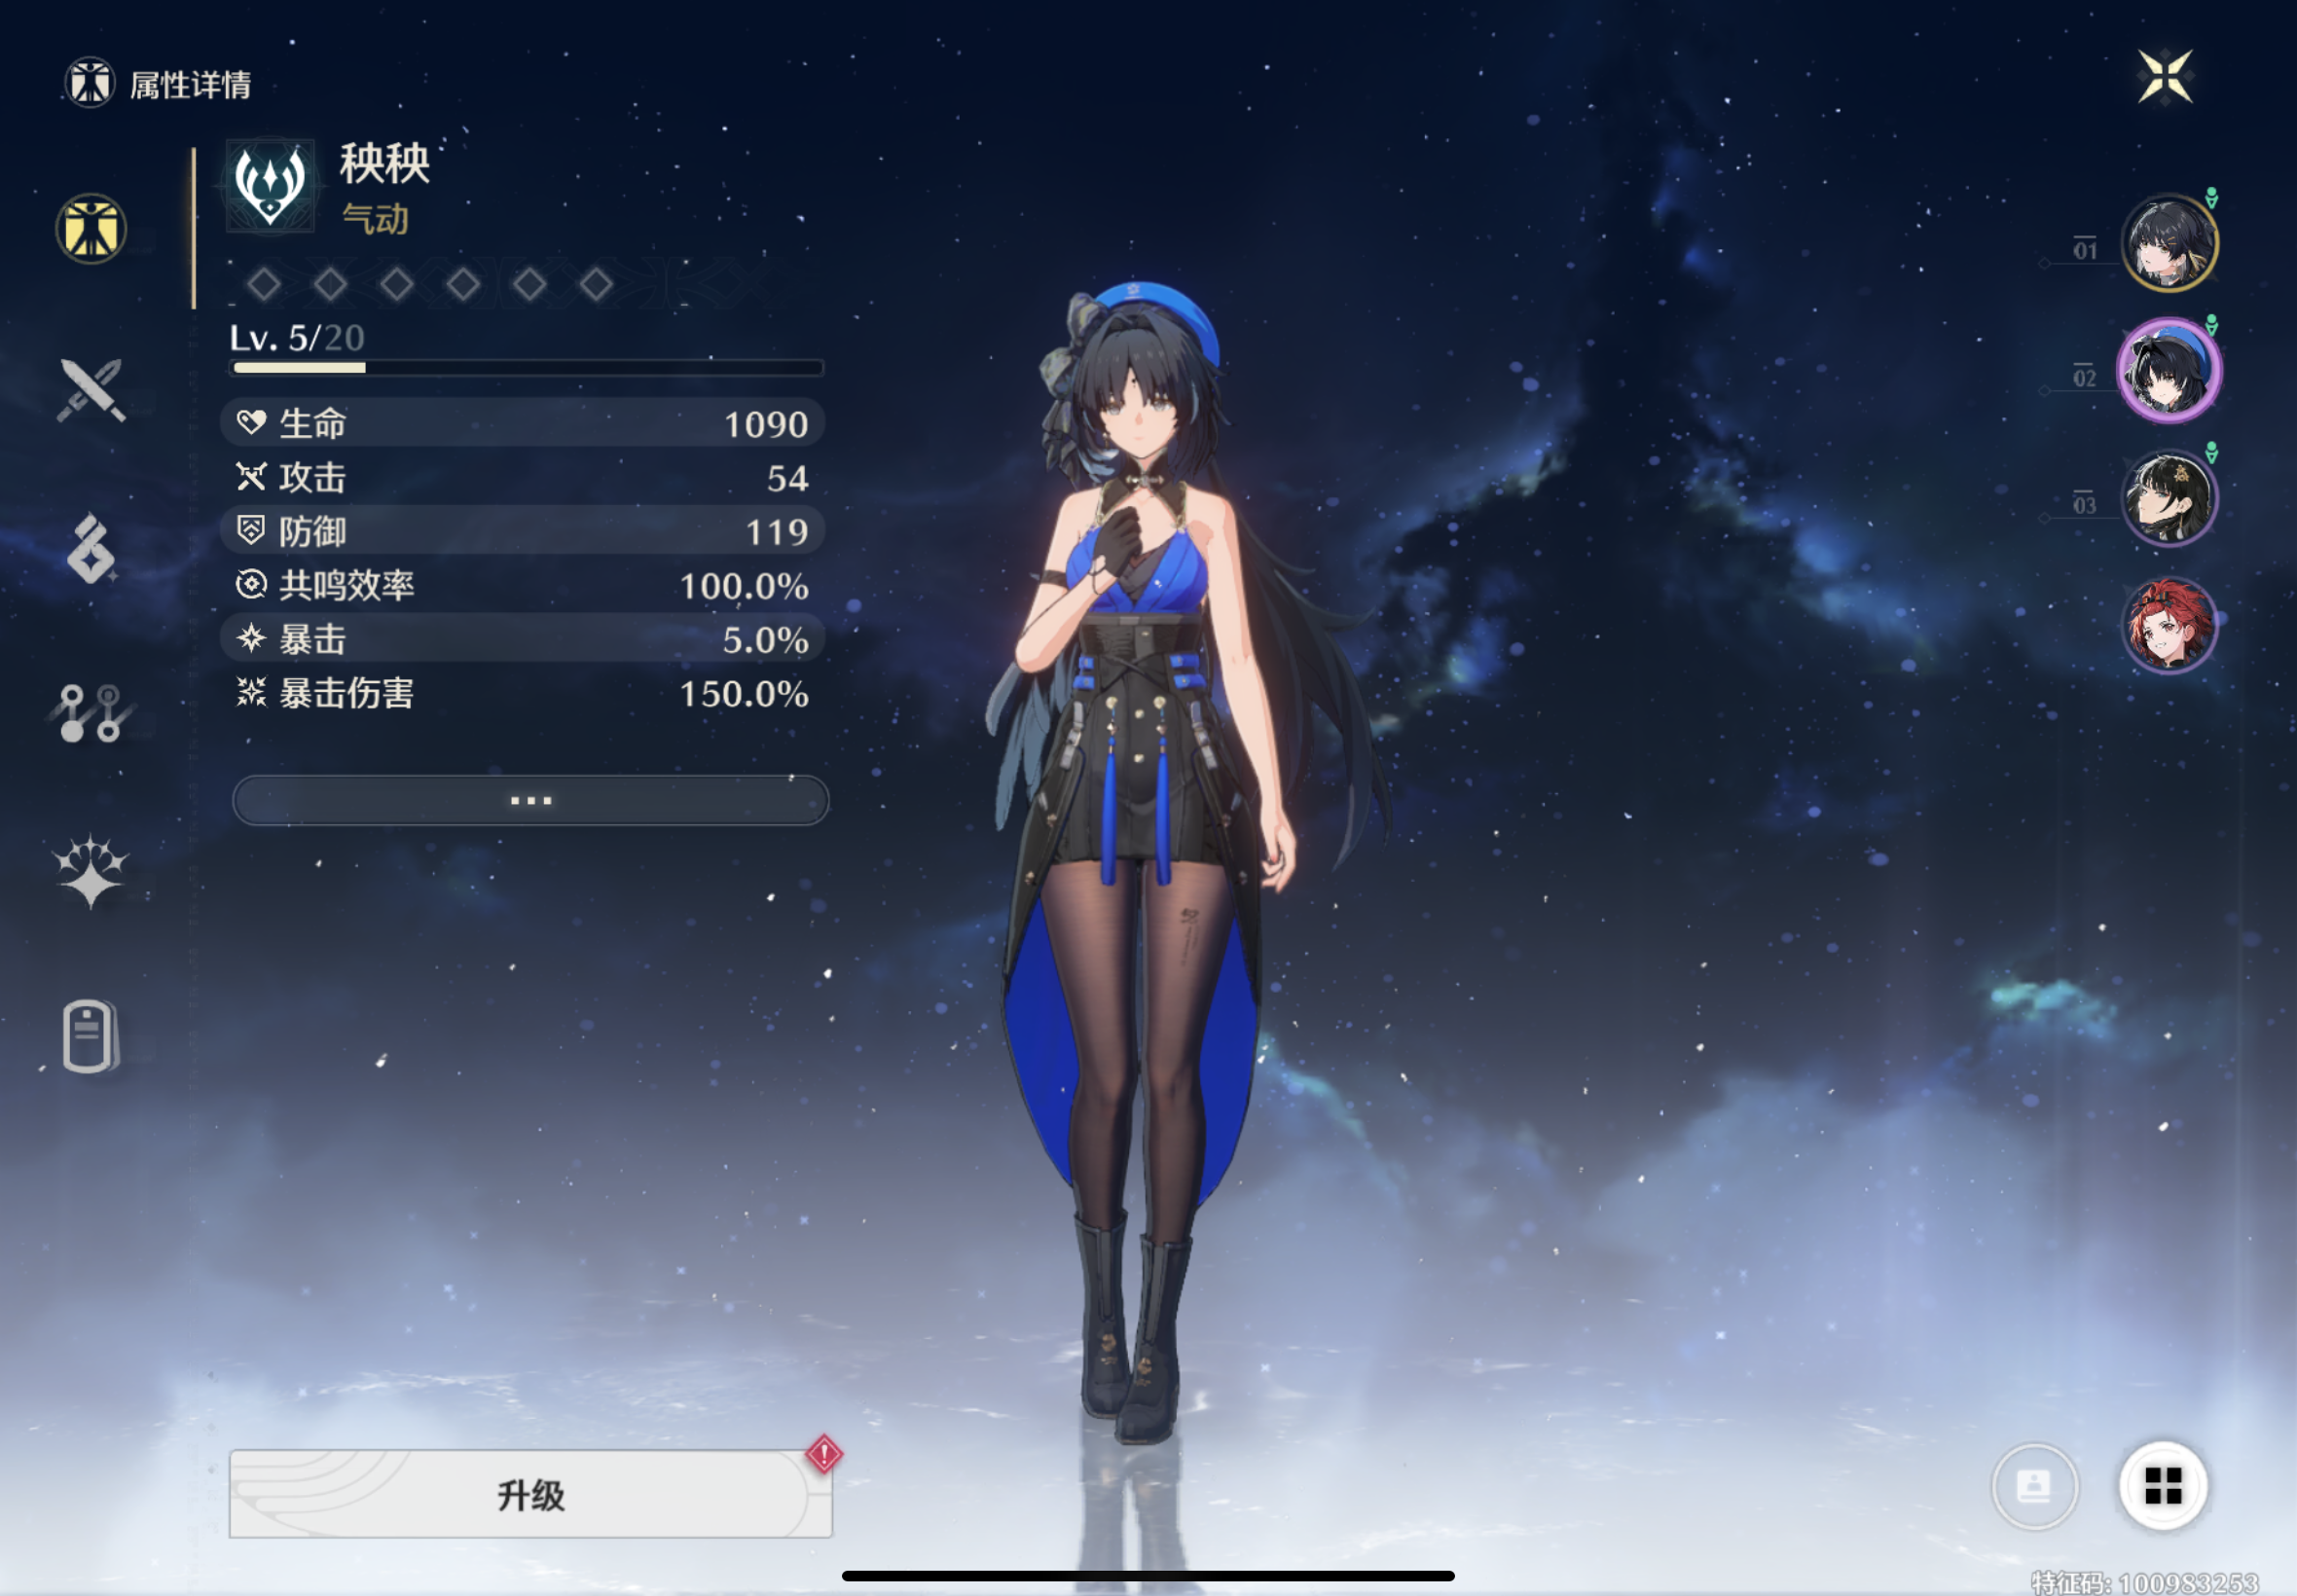 属性详情
秧秧
气动
Lv. 5/20
生命 1090
攻击 54
防御 119
共鸣效率 100.0%
暴击 5.0%
暴击伤害 150.0%
...
升级
01
02
03
特征码: 100983253